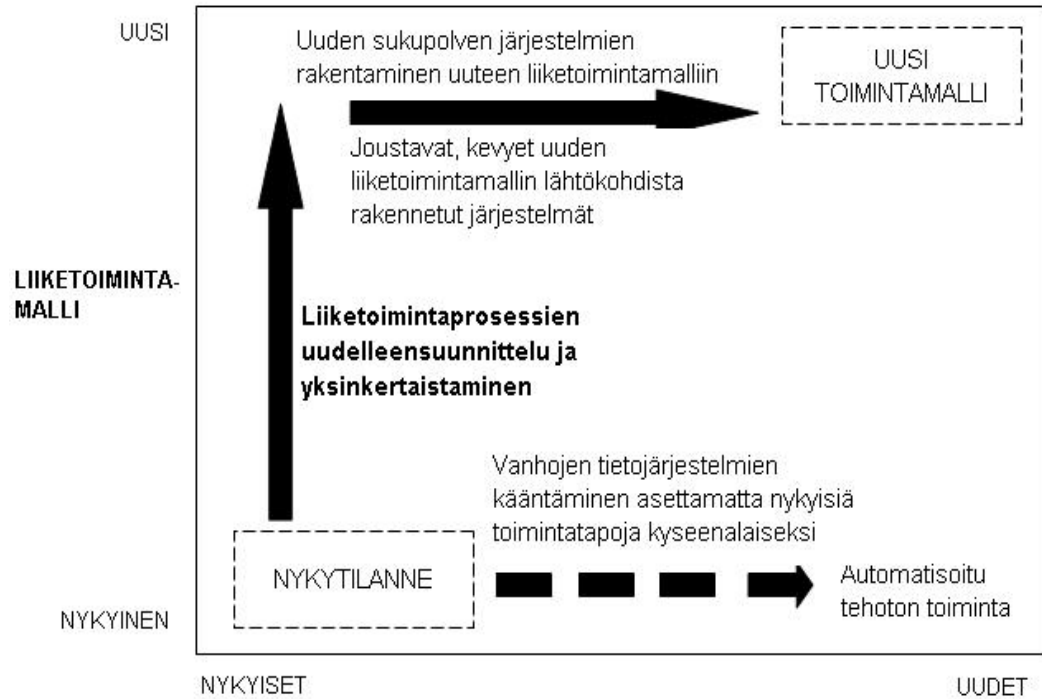 UUSI
Uuden sukupolven järjestelmien
rakentaminen uuteen liiketoimintamalliin
UUSI
TOIMINTAMALLI
Joustavat, kevyet uuden
liiketoimintamallin lähtökohdista
rakennetut järjestelmät
LIIKETOIMINTA-
MALLI
Liiketoimintaprosessien
uudelleensuunnittelu ja
yksinkertaistaminen
Vanhojen tietojärjestelmien
kääntäminen asettamatta nykyisiä
toimintatapoja kyseenalaiseksi
NYKYTILANNE
Automatisoitu
tehoton toiminta
NYKYINEN
NYKYISET
UUDET